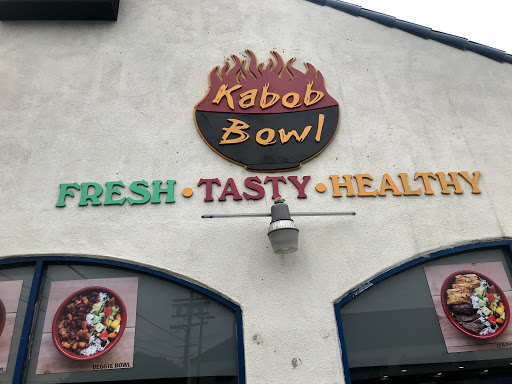 Kabob
Bowl
FRESH • TASTY • HEALTHY
VEGGIE BOWL